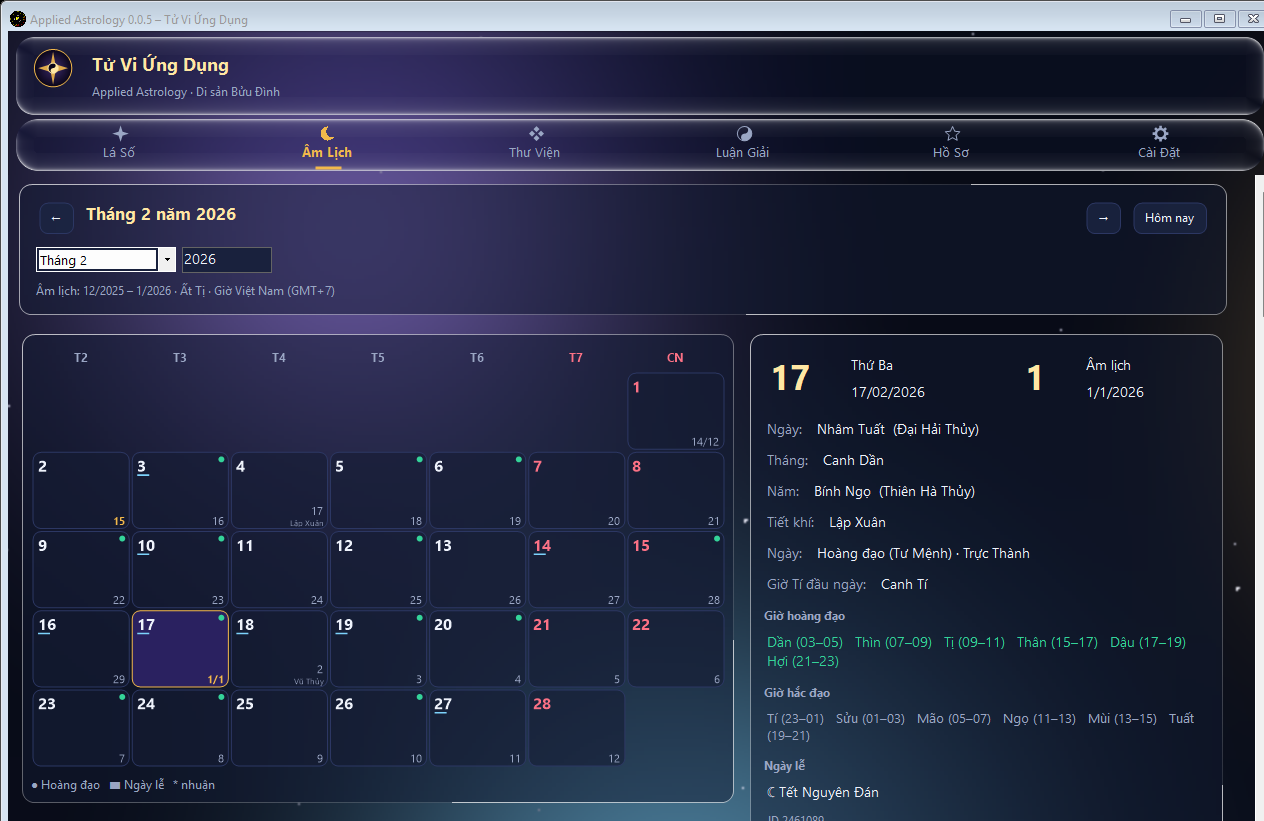 Applied Astrology 0.0.5 – Tử Vi Ứng Dụng
Tử Vi Ứng Dụng
Applied Astrology · Di sản Bửu Đình
Lá Số
Âm Lịch
Thư Viện
Luận Giải
Hồ Sơ
Cài Đặt
←
Tháng 2 năm 2026
→
Hôm nay
Tháng 2
2026
Âm lịch: 12/2025 – 1/2026 · Ất Tị · Giờ Việt Nam (GMT+7)
T2 T3 T4 T5 T6 T7 CN
1
14/12
2 3 4 5 6 7 8
15 16 17 18 19 20 21
Lập Xuân
9 10 11 12 13 14 15
22 23 24 25 26 27 28
16 17 18 19 20 21 22
29 1/1 2 3 4 5 6
Vũ Thủy
23 24 25 26 27 28
7 8 9 10 11 12
● Hoàng đạo Ngày lễ * nhuận
17 Thứ Ba 1 Âm lịch
17/02/2026 1/1/2026
Ngày: Nhâm Tuất (Đại Hải Thủy)
Tháng: Canh Dần
Năm: Bính Ngọ (Thiên Hà Thủy)
Tiết khí: Lập Xuân
Ngày: Hoàng đạo (Tư Mệnh) · Trực Thành
Giờ Tí đầu ngày: Canh Tí
Giờ hoàng đạo
Dần (03–05) Thìn (07–09) Tị (09–11) Thân (15–17) Dậu (17–19)
Hợi (21–23)
Giờ hắc đạo
Tí (23–01) Sửu (01–03) Mão (05–07) Ngọ (11–13) Mùi (13–15) Tuất
(19–21)
Ngày lễ
☾ Tết Nguyên Đán
JD 2461089